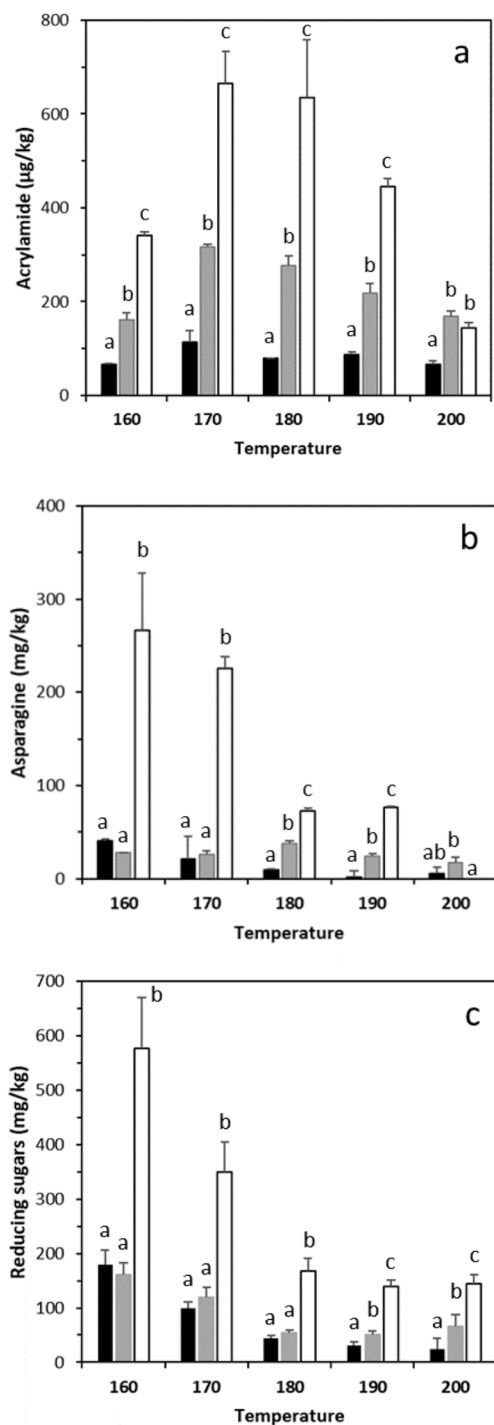 800
c
c
a
600
c
400
c
b
b
b
200
b
b
b
a
a
a
a
a
0
160 170 180 190 200
Temperature
Acrylamide (µg/kg)
400
b
b
300
b
200
c
c
100
a a
a a
b
a
b
a
ab b a
0
160 170 180 190 200
Temperature
Asparagine (mg/kg)
700
b
c
600
500
b
400
300
b
c
c
200
a a
a a
b
100
a a
a b
a
0
160 170 180 190 200
Temperature
Reducing sugars (mg/kg)